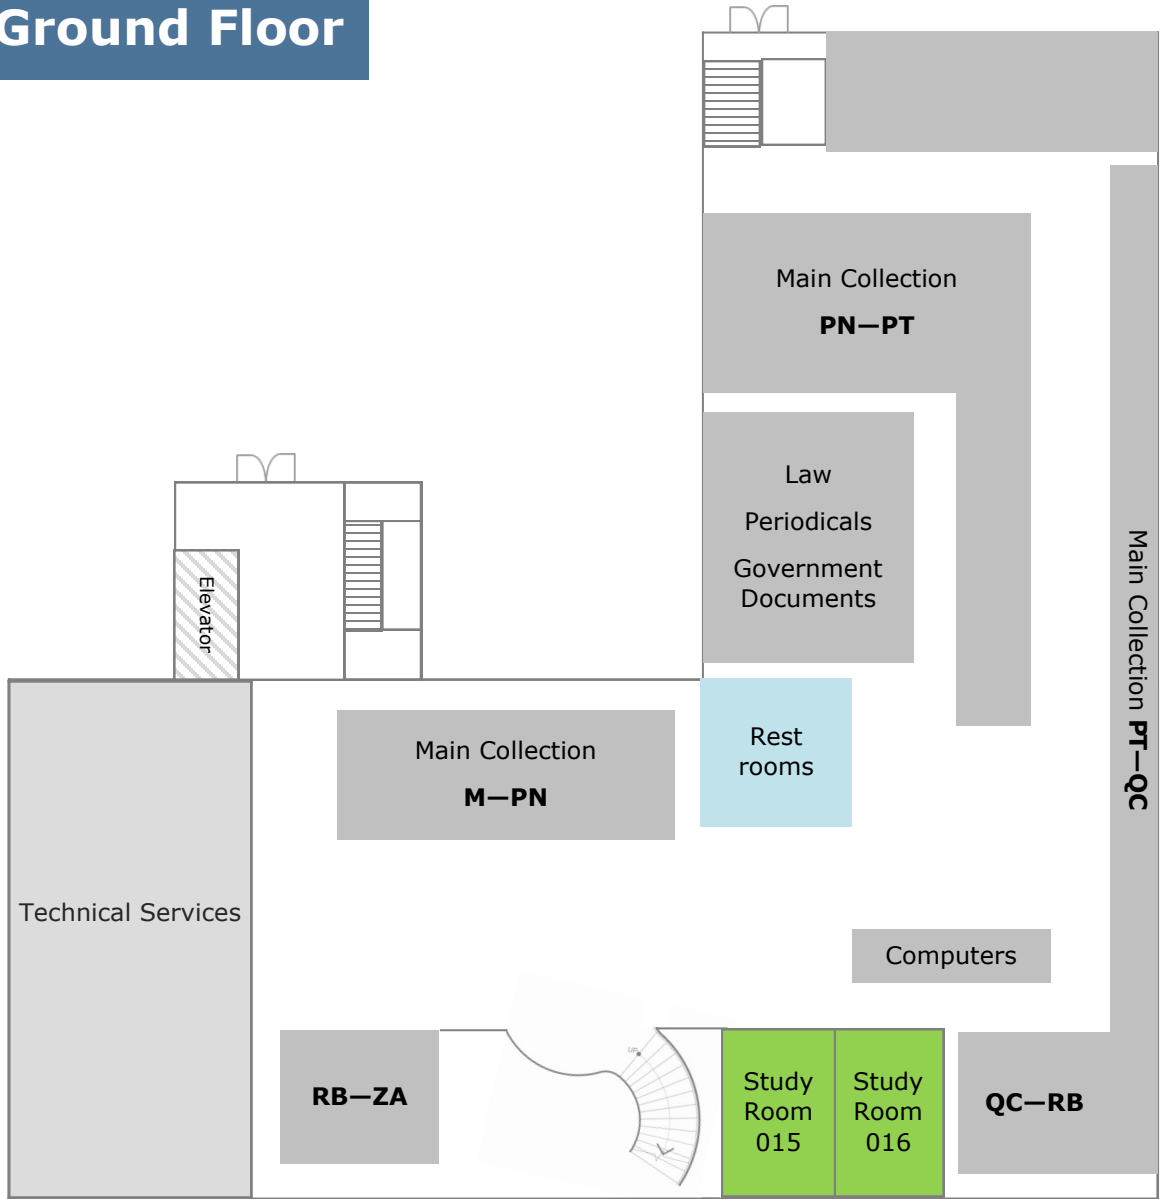 Ground Floor
Main Collection
PN—PT
Law
Periodicals
Government
Documents
Elevator
Main Collection PT—QC
Main Collection
M—PN
Rest
rooms
Technical Services
Computers
UP
RB—ZA
Study
Room
015
Study
Room
016
QC—RB